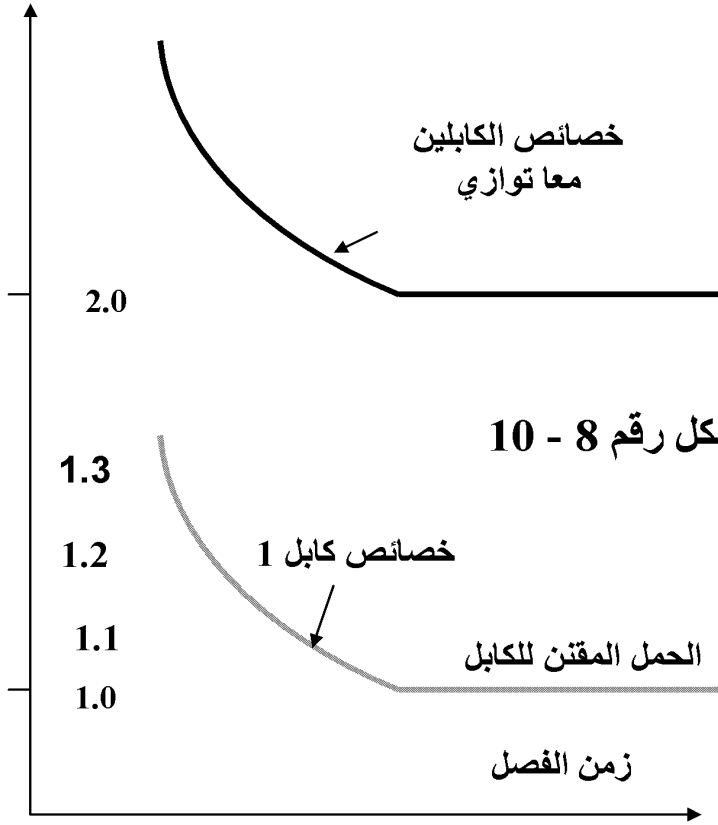 خصائص الكابلين
معا توازي
2.0
كل رقم 8 - 10
1.3
خصائص كابل 1
1.2
1.1
الحمل المقنن للكابل
1.0
زمن الفصل